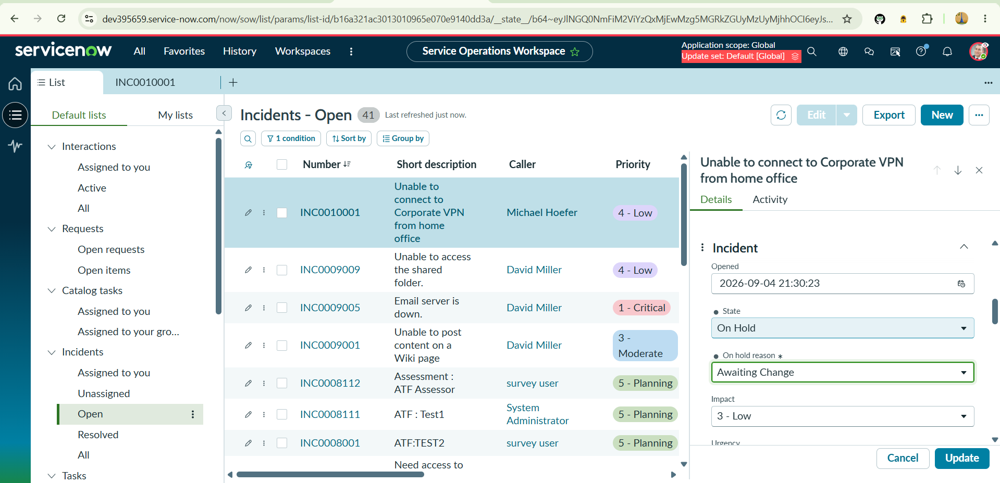 dev395659.service-now.com/now/sow/list/params/list-id/b16a321ac3013010965e070e9140dd3a/__state__/b64~eyJlNGQ0NmFiM2ViYzQxMjEwMzg5MGRkZGUyMzUyMjhhOCI6eyJs...
servicenow
All
Favorites
History
Workspaces
Service Operations Workspace
Application scope: Global
Update set: Default [Global]
List
INC0010001
Default lists
My lists
Interactions
Assigned to you
Active
All
Requests
Open requests
Open items
Catalog tasks
Assigned to you
Assigned to your gro...
Incidents
Assigned to you
Unassigned
Open
Resolved
All
Tasks
Incidents - Open 41 Last refreshed just now.
Edit
Export
New
1 condition
Sort by
Group by
Number Short description Caller Priority
INC0010001
Unable to
connect to
Corporate VPN
from home
office
Michael Hoefer
4 - Low
INC0009009
Unable to access
the shared
folder.
David Miller
4 - Low
INC0009005
Email server is
down.
David Miller
1 - Critical
INC0009001
Unable to post
content on a
Wiki page
David Miller
3 -
Moderate
INC0008112
Assessment :
ATF Assessor
survey user
5 - Planning
INC0008111
ATF : Test1
System
Administrator
5 - Planning
INC0008001
ATF:TEST2
survey user
5 - Planning
Need access to
Unable to connect to Corporate VPN
from home office
Details
Activity
Incident
Opened
2026-09-04 21:30:23
State
On Hold
On hold reason *
Awaiting Change
Impact
3 - Low
Urgency
Cancel
Update